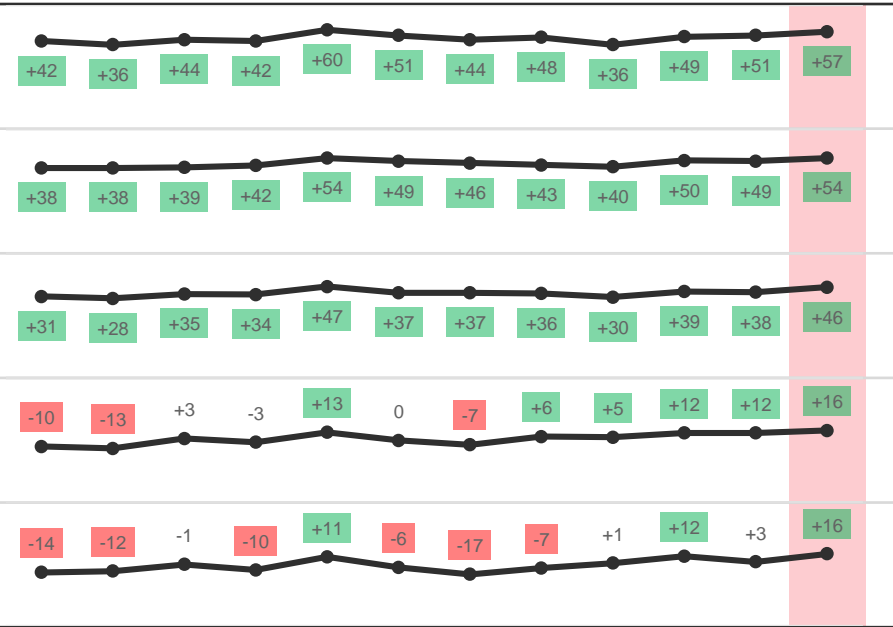 +42 +36 +44 +42 +60 +51 +44 +48 +36 +49 +51 +57
+38 +38 +39 +42 +54 +49 +46 +43 +40 +50 +49 +54
+31 +28 +35 +34 +47 +37 +37 +36 +30 +39 +38 +46
-10 -13 +3 -3 +13 0 -7 +6 +5 +12 +12 +16
-14 -12 -1 -10 +11 -6 -17 -7 +1 +12 +3 +16